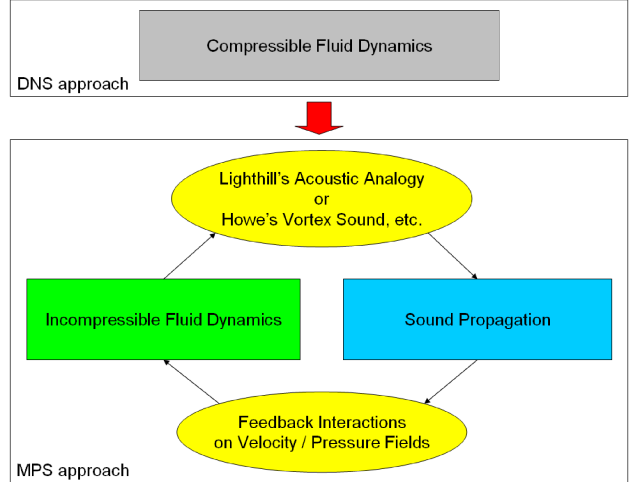 Compressible Fluid Dynamics
DNS approach
Lighthill's Acoustic Analogy
or
Howe's Vortex Sound, etc.
Incompressible Fluid Dynamics
Sound Propagation
Feedback Interactions
on Velocity / Pressure Fields
MPS approach